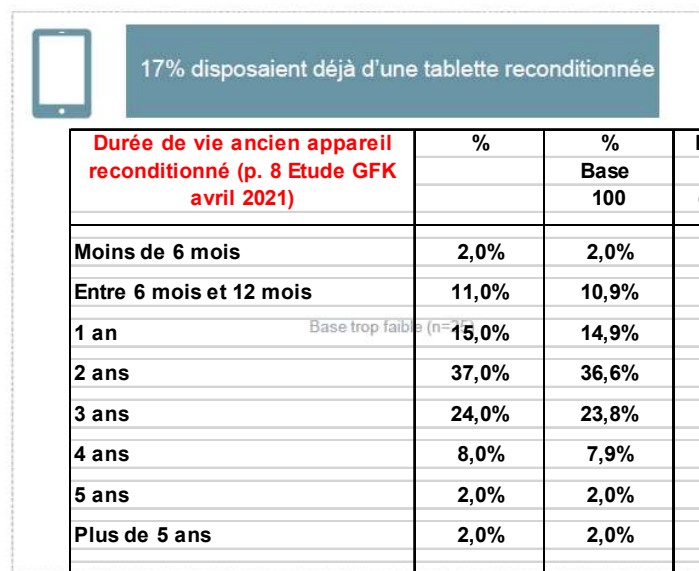 17% disposaient déjà d'une tablette reconditionnée
Durée de vie ancien appareil % %
reconditionné (p. 8 Etude GFK Base
avril 2021) 100
Moins de 6 mois 2,0% 2,0%
Entre 6 mois et 12 mois 11,0% 10,9%
1 an Base trop faible 15,0% 14,9%
2 ans 37,0% 36,6%
3 ans 24,0% 23,8%
4 ans 8,0% 7,9%
5 ans 2,0% 2,0%
Plus de 5 ans 2,0% 2,0%